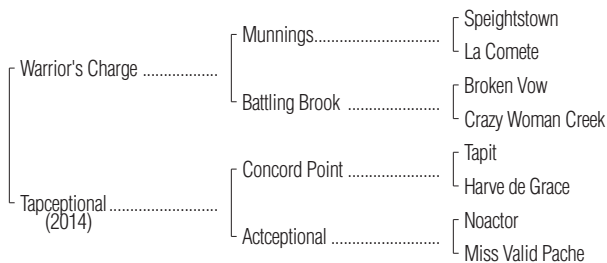 Speightstown
Munnings
La Comete
Warrior's Charge
Broken Vow
Battling Brook
Crazy Woman Creek
Tapit
Concord Point
Harve de Grace
Tapceptional
(2014)
Noactor
Actceptional
Miss Valid Pache